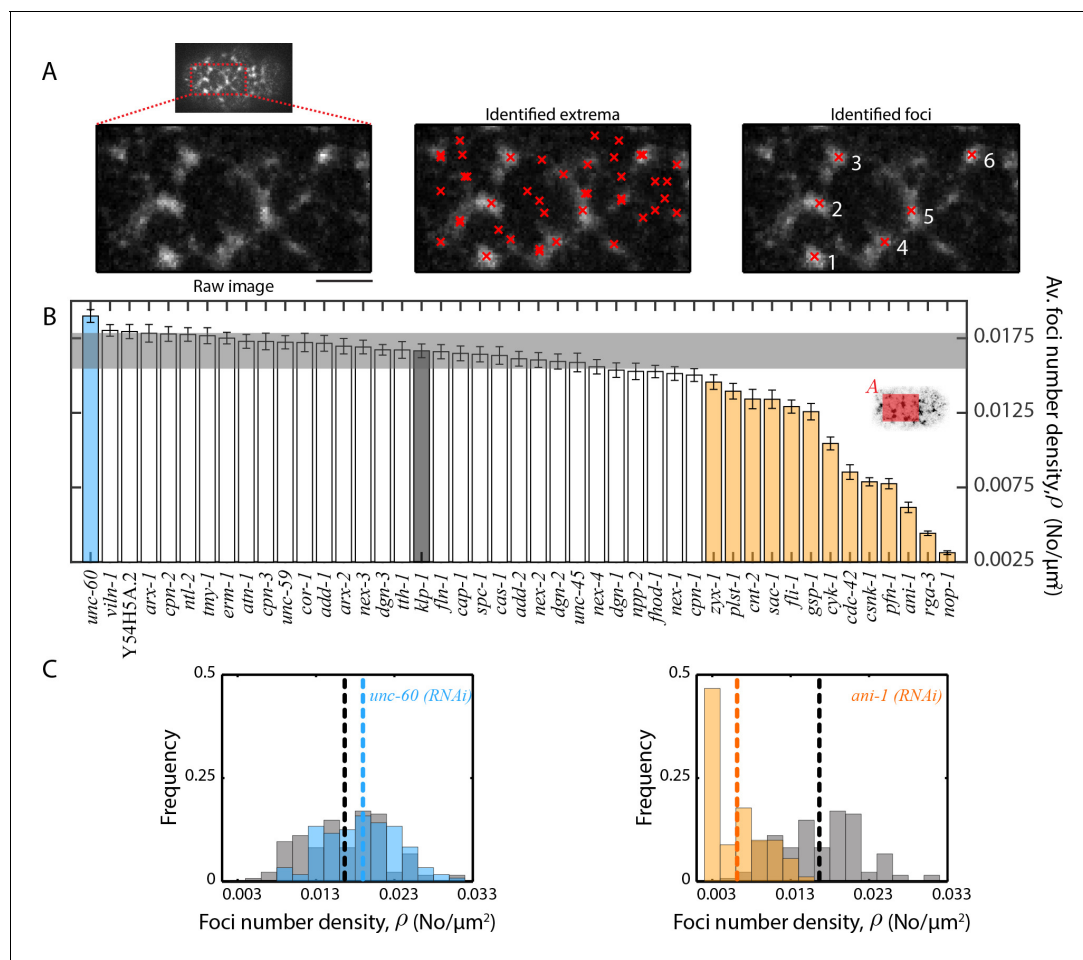 A
Identified extrema
Identified foci
1
2
3
4
5
6
Raw image
B
Av. foci number density, ρ (No/μm²)
0.0175
0.0125
0.0075
0.0025
A
unc-60
viln-1
Y54H5A.2
arx-1
cpn-2
ntl-2
tmy-1
erm-1
atn-1
cpn-3
unc-59
cor-1
add-1
arx-2
nex-3
dgn-3
tth-1
klp-1
fln-1
cap-1
spc-1
cas-1
add-2
nex-2
dgn-2
unc-45
nex-4
dgn-1
npp-2
fhod-1
nex-1
cpn-1
zyx-1
plst-1
cnt-2
sac-1
fli-1
gsp-1
cyk-1
cdc-42
csnk-1
pfn-1
ani-1
rga-3
nop-1
C
0.5
0.25
0
Frequency
unc-60 (RNAi)
0.003
0.013
0.023
0.033
Foci number density, ρ (No/μm²)
0.5
0.25
0
Frequency
ani-1 (RNAi)
0.003
0.013
0.023
0.033
Foci number density, ρ (No/μm²)